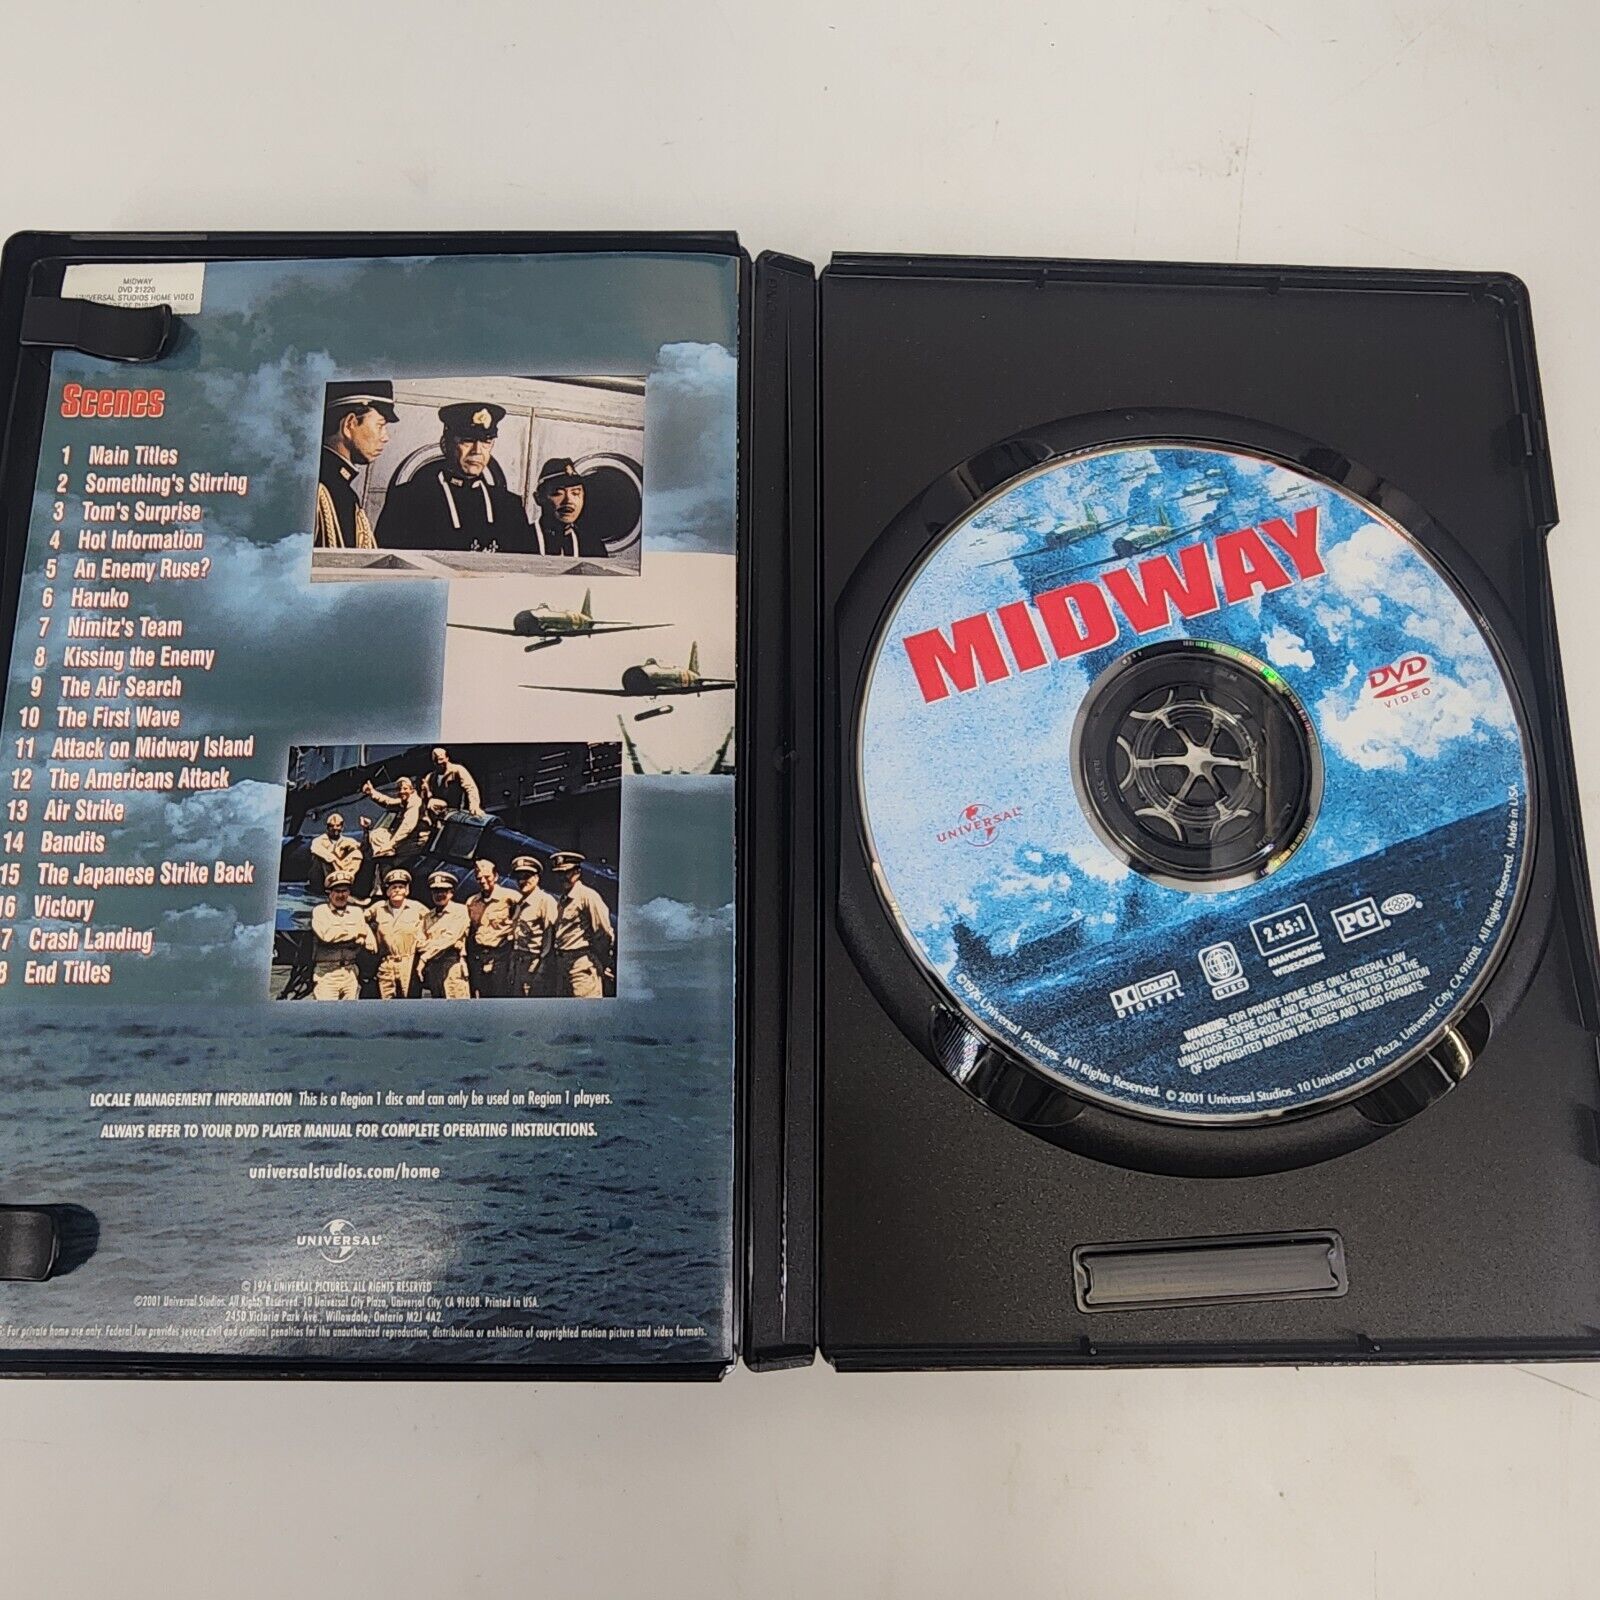 MIDWAY
DVD 21220
UNIVERSAL STUDIOS HOME VIDEO
Scenes
1 Main Titles
2 Something's Stirring
3 Tom's Surprise
4 Hot Information
5 An Enemy Ruse?
6 Haruko
7 Nimitz's Team
8 Kissing the Enemy
9 The Air Search
10 The First Wave
11 Attack on Midway Island
12 The Americans Attack
13 Air Strike
14 Bandits
15 The Japanese Strike Back
16 Victory
7 Crash Landing
8 End Titles
LOCALE MANAGEMENT INFORMATION This is a Region 1 disc and can only be used on Region 1 players.
ALWAYS REFER TO YOUR DVD PLAYER MANUAL FOR COMPLETE OPERATING INSTRUCTIONS.
universalstudios.com/home
UNIVERSAL®
© 1976 UNIVERSAL PICTURES. ALL RIGHTS RESERVED
©2001 Universal Studios. All Rights Reserved. 10 Universal City Plaza, Universal City, CA 91608. Printed in USA.
2450 Victoria Park Ave., Willowdale, Ontario M2J 4A2.
For private home use only. Federal law provides severe civil and criminal penalties for the unauthorized reproduction, distribution or exhibition of copyrighted motion picture and video formats.
MIDWAY
DVD
VIDEO
UNIVERSAL
DOLBY
DIGITAL
NTSC
2.35:1
ANAMORPHIC
WIDESCREEN
PG®
WARNING: FOR PRIVATE HOME USE ONLY. FEDERAL LAW
PROVIDES SEVERE CIVIL AND CRIMINAL PENALTIES FOR THE
UNAUTHORIZED REPRODUCTION, DISTRIBUTION OR EXHIBITION
OF COPYRIGHTED MOTION PICTURES AND VIDEO FORMATS.
©1976 Universal Pictures. All Rights Reserved. ©2001 Universal Studios. 10 Universal City Plaza, Universal City, CA 91608. All Rights Reserved. Made in USA.